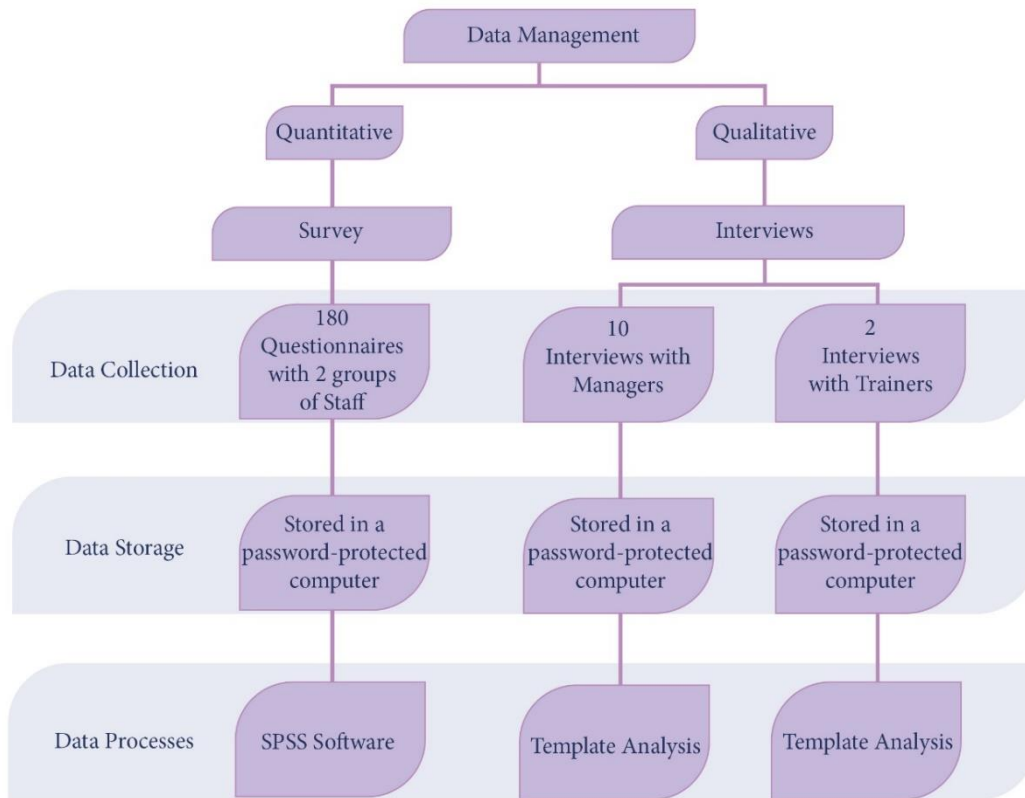 Data Management
Quantitative
Qualitative
Survey
Interviews
Data Collection
180
Questionnaires
with 2 groups
of Staff
10
Interviews with
Managers
2
Interviews
with Trainers
Data Storage
Stored in a
password-protected
computer
Stored in a
password-protected
computer
Stored in a
password-protected
computer
Data Processes
SPSS Software
Template Analysis
Template Analysis